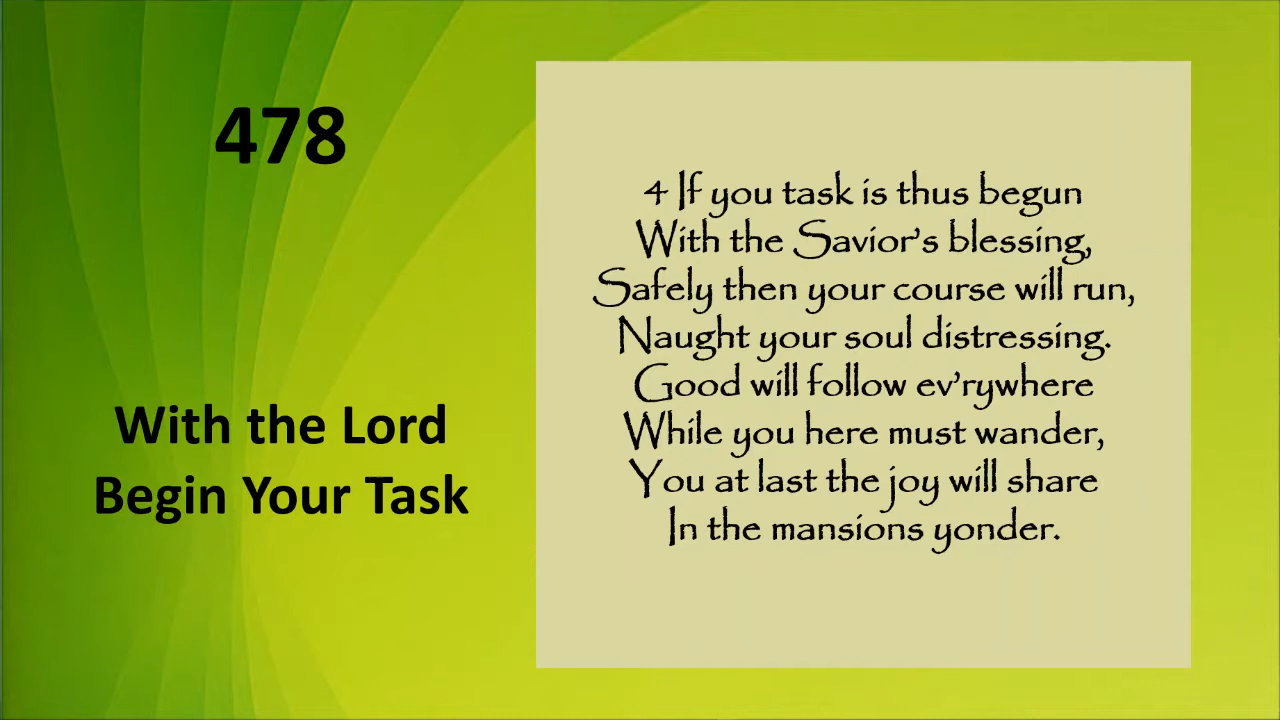 478
With the Lord
Begin Your Task
4 If you task is thus begun
With the Savior's blessing,
Safely then your course will run,
Naught your soul distressing.
Good will follow ev'rywhere
While you here must wander,
You at last the joy will share
In the mansions yonder.